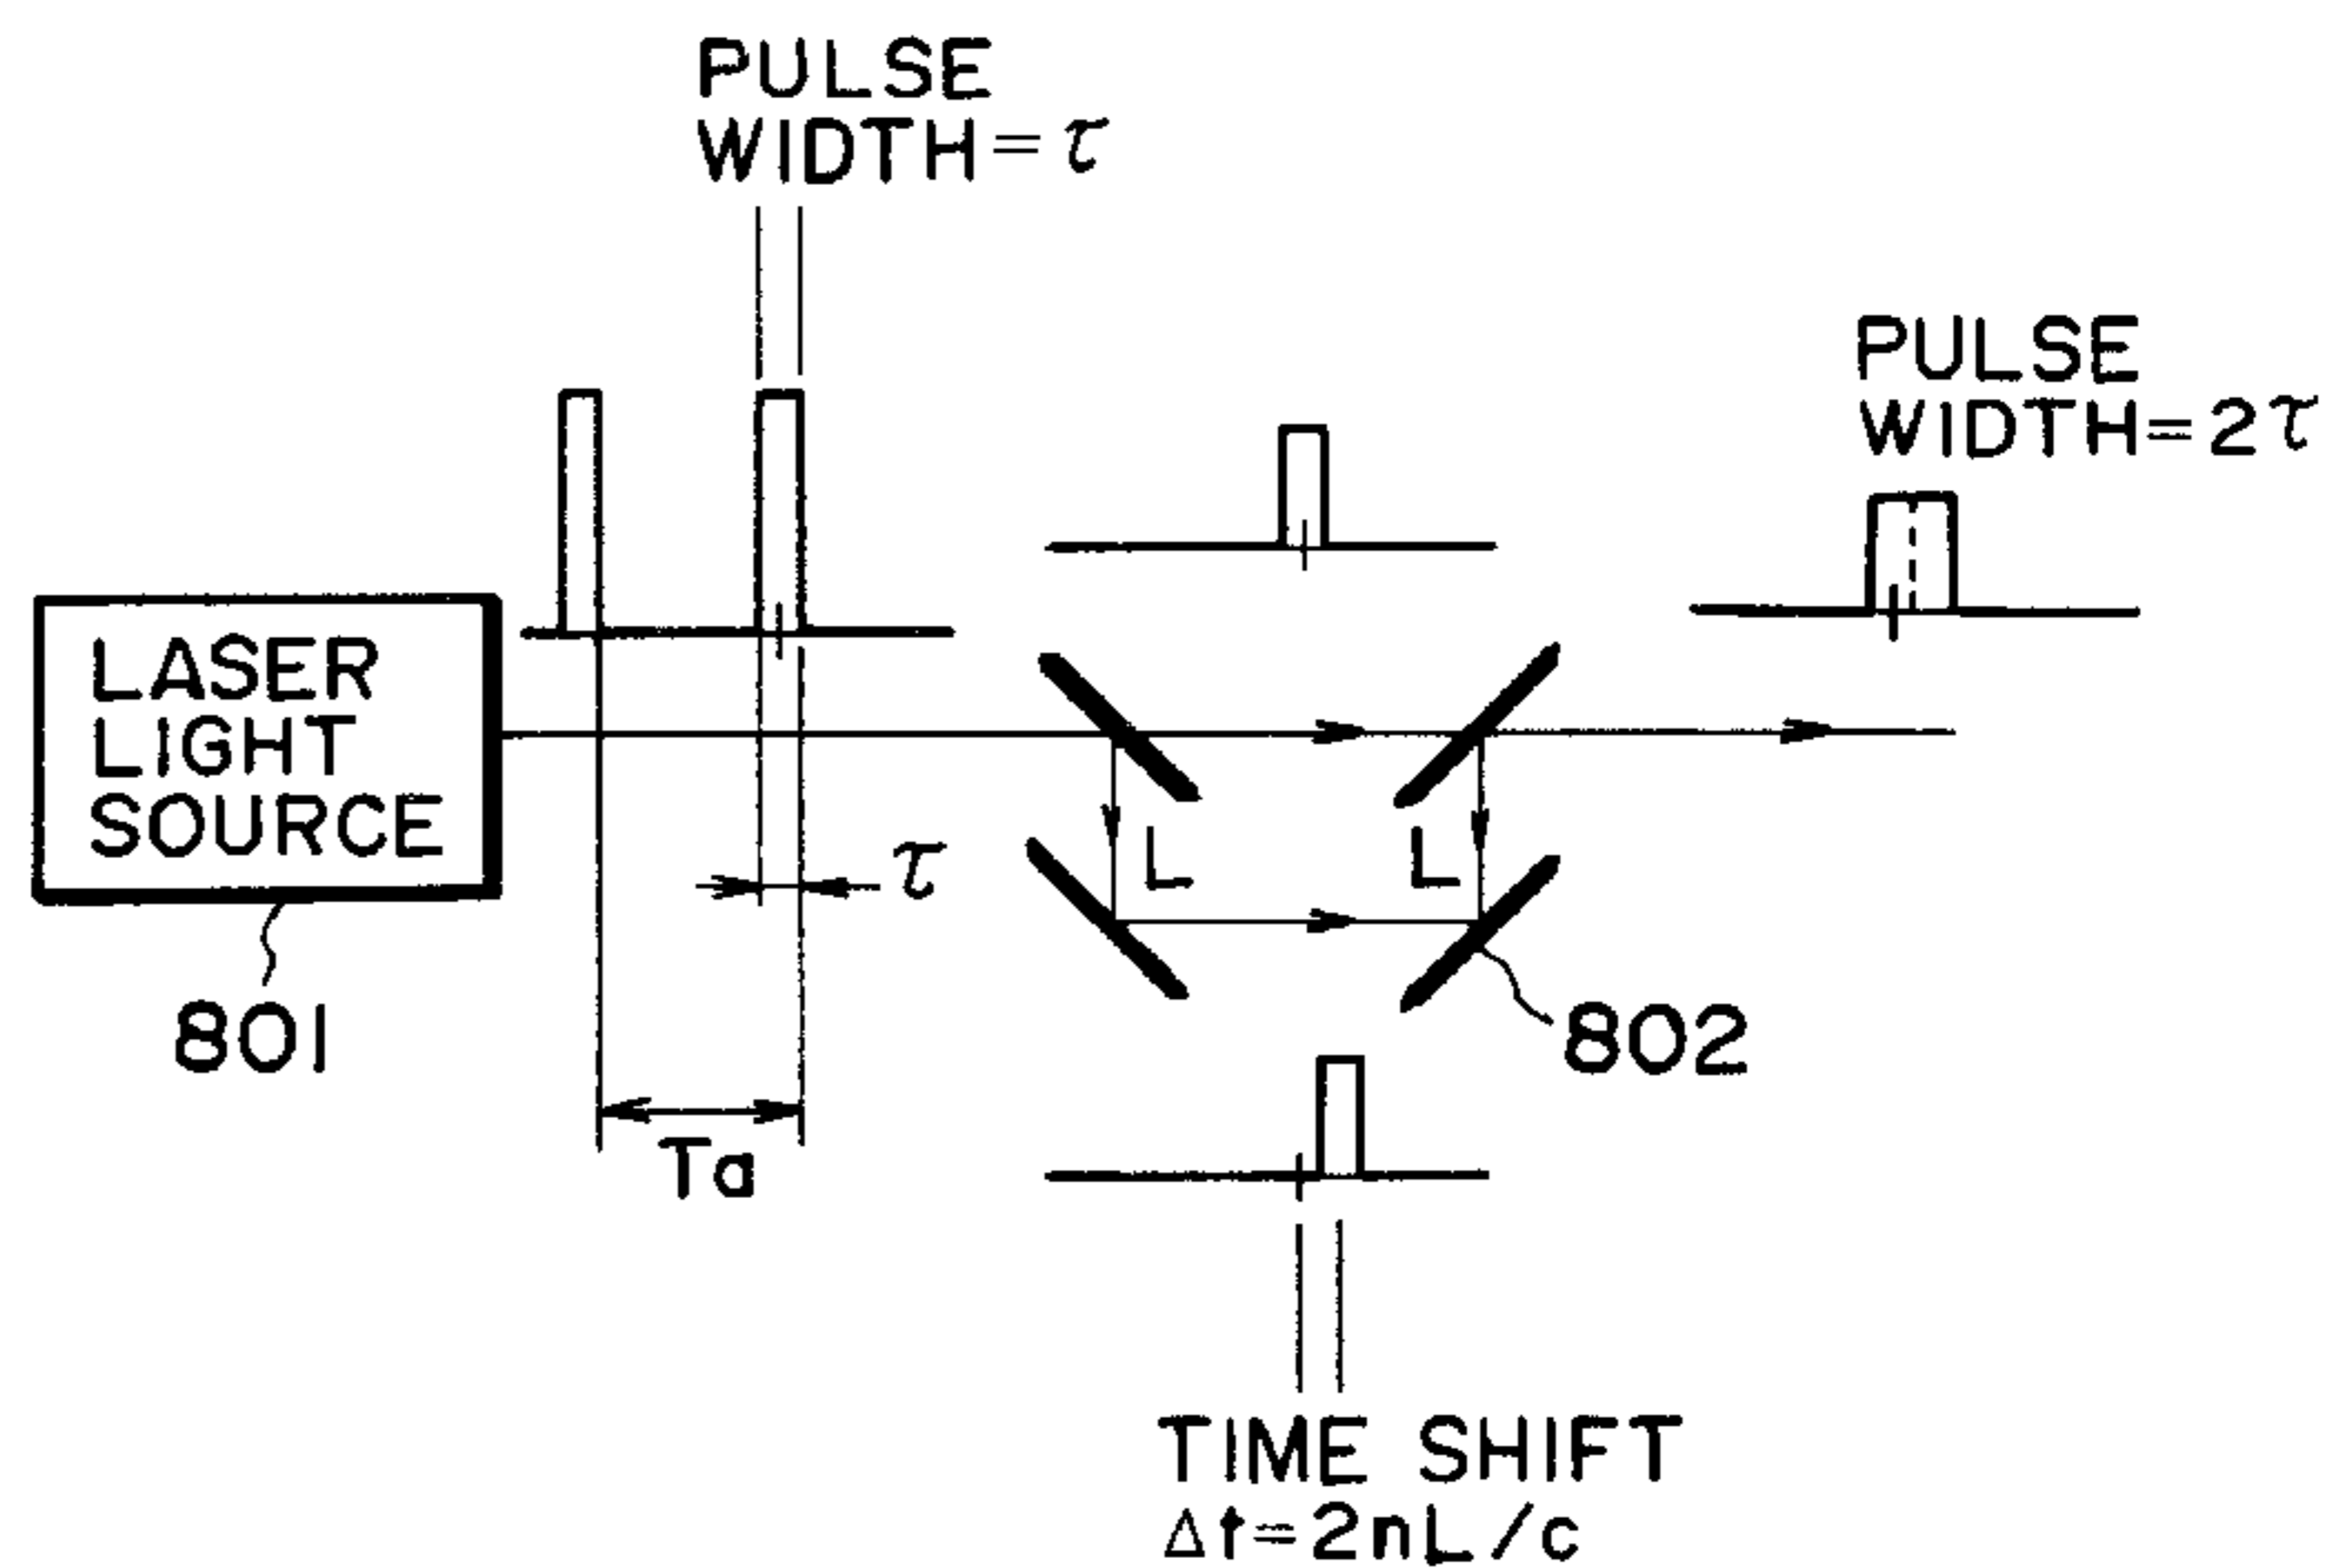 PULSE
WIDTH=τ
PULSE
WIDTH=2τ
LASER
LIGHT
SOURCE
L
L
τ
801
802
Ta
TIME SHIFT
Δt=2nL/c